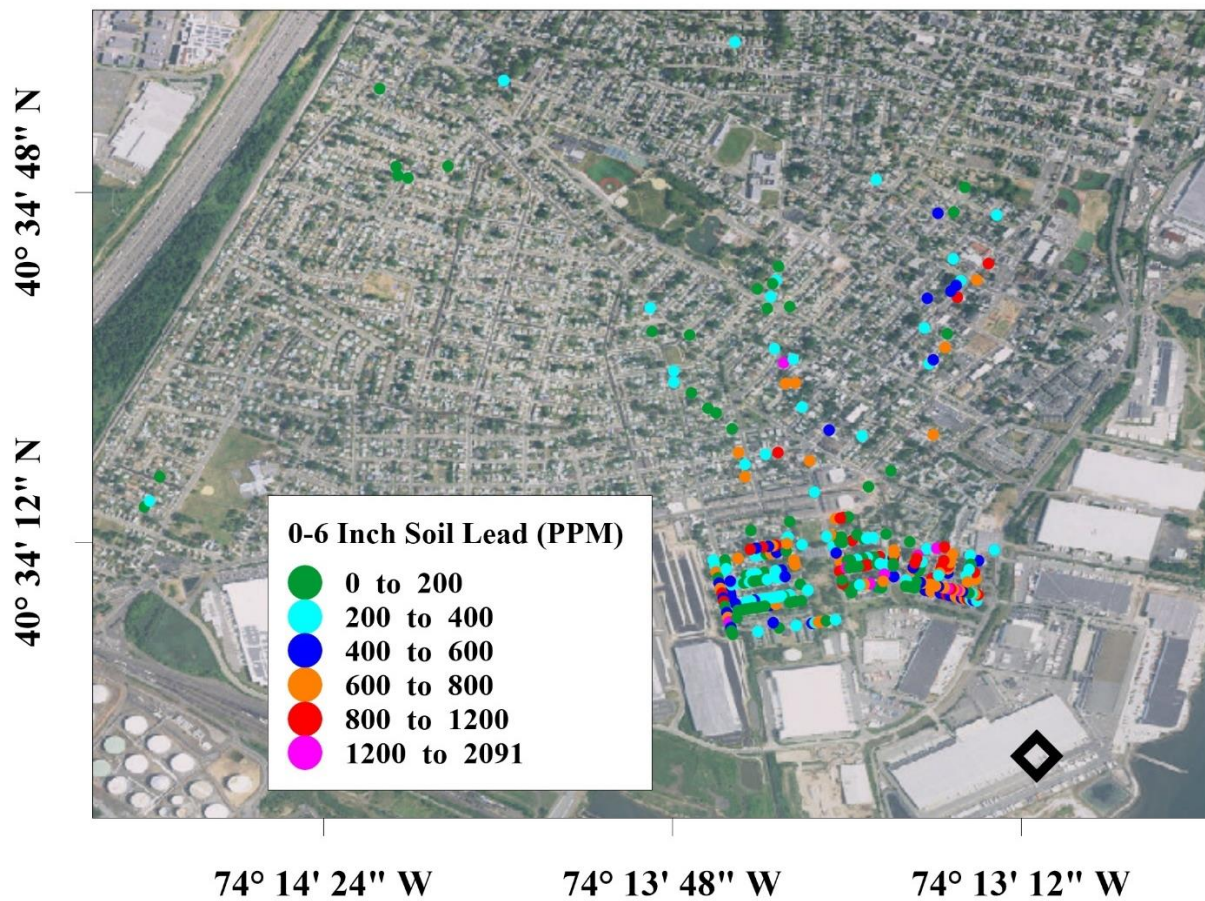 40° 34' 48" N
40° 34' 12" N
0-6 Inch Soil Lead (PPM)
0 to 200
200 to 400
400 to 600
600 to 800
800 to 1200
1200 to 2091
74° 14' 24" W
74° 13' 48" W
74° 13' 12" W